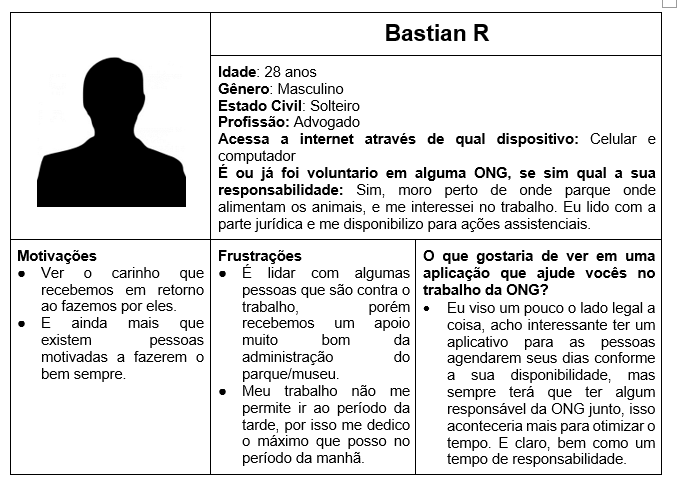 Bastian R
Idade: 28 anos
Gênero: Masculino
Estado Civil: Solteiro
Profissão: Advogado
Acessa a internet através de qual dispositivo: Celular e
computador
É ou já foi voluntario em alguma ONG, se sim qual a sua
responsabilidade: Sim, moro perto de onde parque onde
alimentam os animais, e me interessei no trabalho. Eu lido com a
parte jurídica e me disponibilizo para ações assistenciais.
Motivações
● Ver o carinho que
recebemos em retorno
ao fazemos por eles.
● E ainda mais que
existem pessoas
motivadas a fazerem o
bem sempre.
Frustrações
● É lidar com algumas
pessoas que são contra o
trabalho, porém
recebemos um apoio
muito bom da
administração do
parque/museu.
● Meu trabalho não me
permite ir ao período da
tarde, por isso me dedico
o máximo que posso no
período da manhã.
O que gostaria de ver em uma
aplicação que ajude vocês no
trabalho da ONG?
• Eu viso um pouco o lado legal a
coisa, acho interessante ter um
aplicativo para as pessoas
agendarem seus dias conforme
a sua disponibilidade, mas
sempre terá que ter algum
responsável da ONG junto, isso
aconteceria mais para otimizar o
tempo. E claro, bem como um
tempo de responsabilidade.